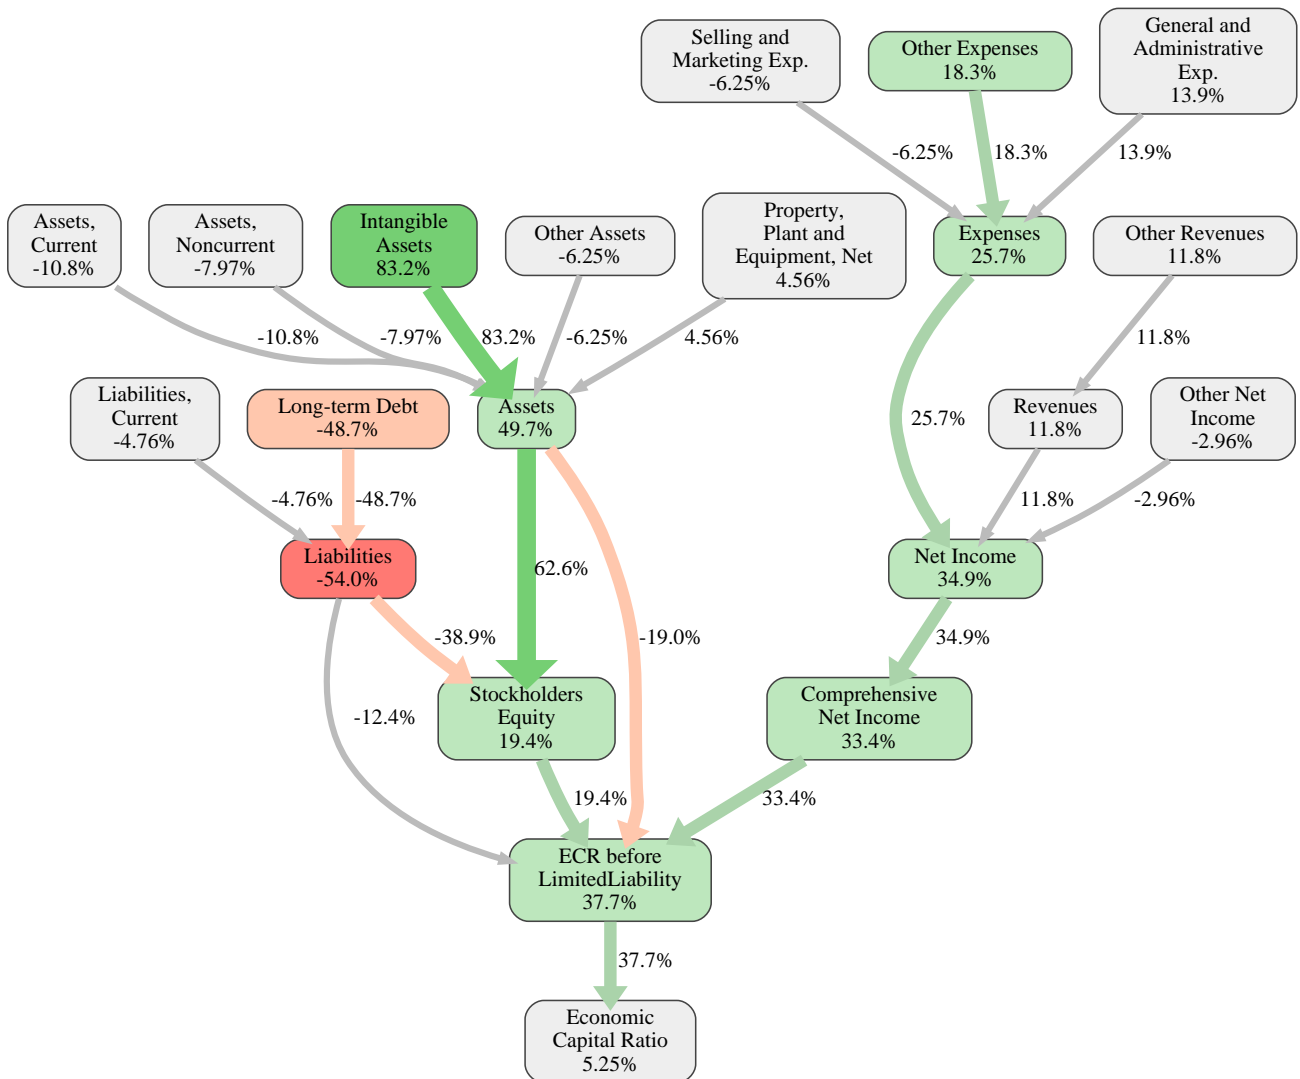 Selling and
Marketing Exp.
-6.25%
Other Expenses
18.3%
General and
Administrative
Exp.
13.9%
-6.25%
18.3%
13.9%
Assets,
Current
-10.8%
Assets,
Noncurrent
-7.97%
Intangible
Assets
83.2%
Other Assets
-6.25%
Property,
Plant and
Equipment, Net
4.56%
Expenses
25.7%
Other Revenues
11.8%
-10.8%
-7.97%
83.2%
-6.25%
4.56%
11.8%
Liabilities,
Current
-4.76%
Long-term Debt
-48.7%
Assets
49.7%
25.7%
Revenues
11.8%
Other Net
Income
-2.96%
-4.76%
-48.7%
11.8%
-2.96%
Liabilities
-54.0%
62.6%
Net Income
34.9%
-38.9%
-19.0%
34.9%
Stockholders
Equity
19.4%
Comprehensive
Net Income
33.4%
-12.4%
19.4%
33.4%
ECR before
LimitedLiability
37.7%
37.7%
Economic
Capital Ratio
5.25%